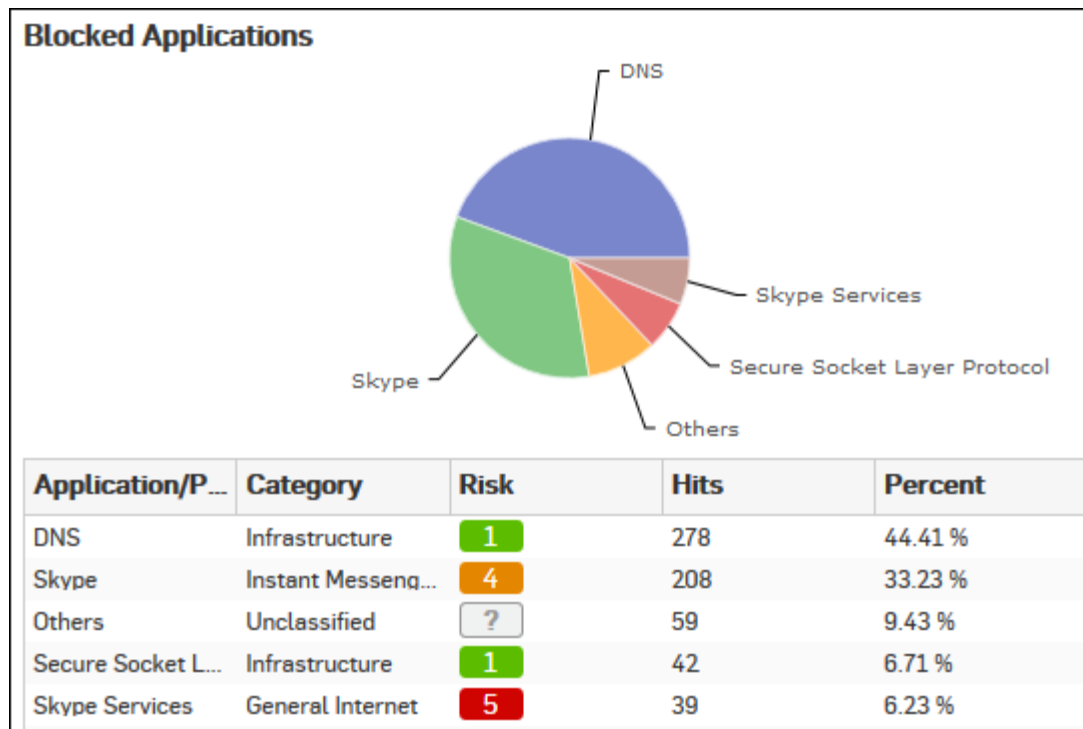 Blocked Applications
DNS
Skype Services
Secure Socket Layer Protocol
Skype
Others
Application/P... Category Risk Hits Percent
DNS Infrastructure 1 278 44.41 %
Skype Instant Messeng... 4 208 33.23 %
Others Unclassified ? 59 9.43 %
Secure Socket L... Infrastructure 1 42 6.71 %
Skype Services General Internet 5 39 6.23 %